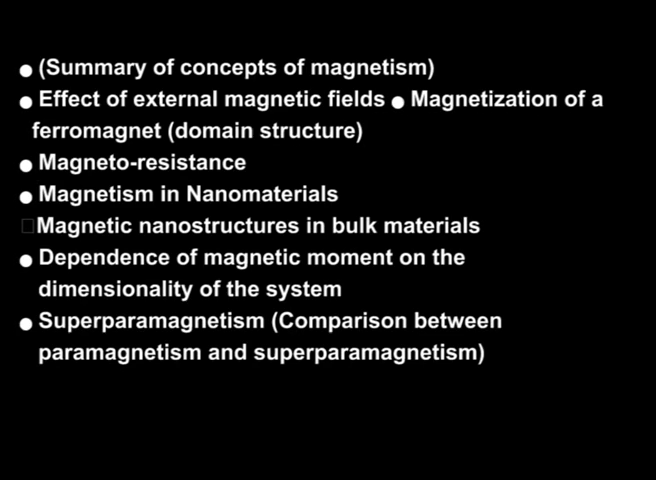 ● (Summary of concepts of magnetism)
● Effect of external magnetic fields ● Magnetization of a
ferromagnet (domain structure)
● Magneto-resistance
● Magnetism in Nanomaterials
□Magnetic nanostructures in bulk materials
● Dependence of magnetic moment on the
dimensionality of the system
● Superparamagnetism (Comparison between
paramagnetism and superparamagnetism)